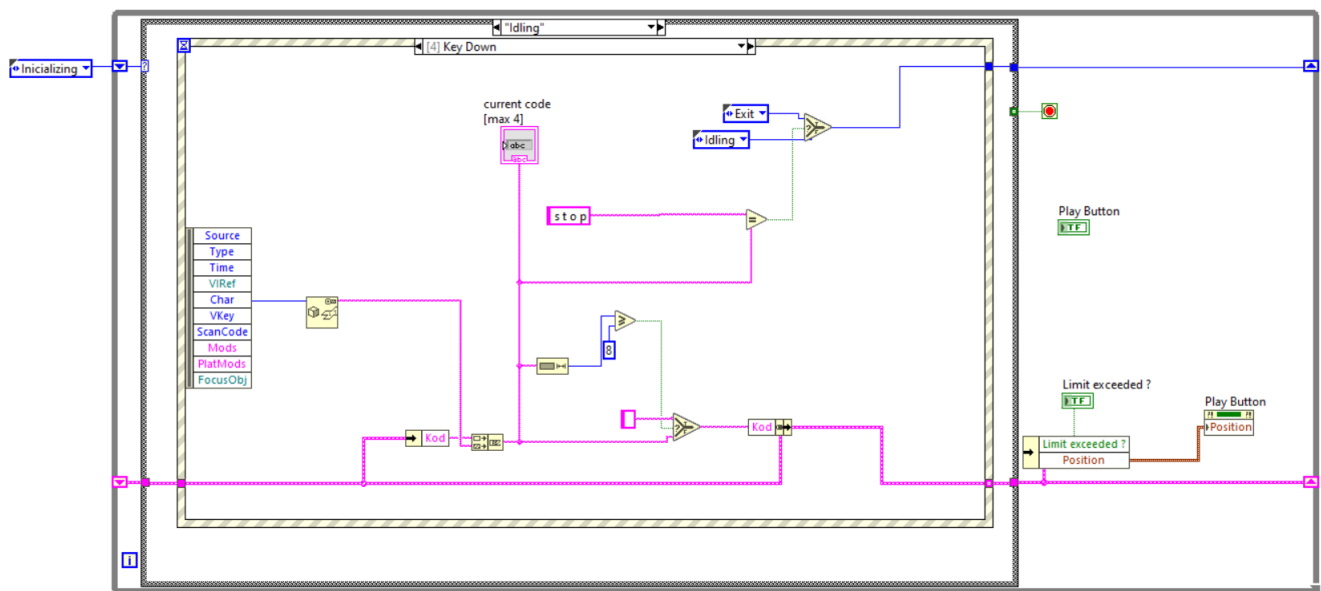 "Idling"
[4] Key Down
Inicializing
?
current code
[max 4]
abc
abc
Exit
Idling
?
T
F
stop
=
Play Button
TF
Source
Type
Time
VIRef
Char
VKey
ScanCode
Mods
PlatMods
FocusObj
8
Limit exceeded ?
TF
Play Button
Position
Kod
?
Kod
Limit exceeded ?
Position
i